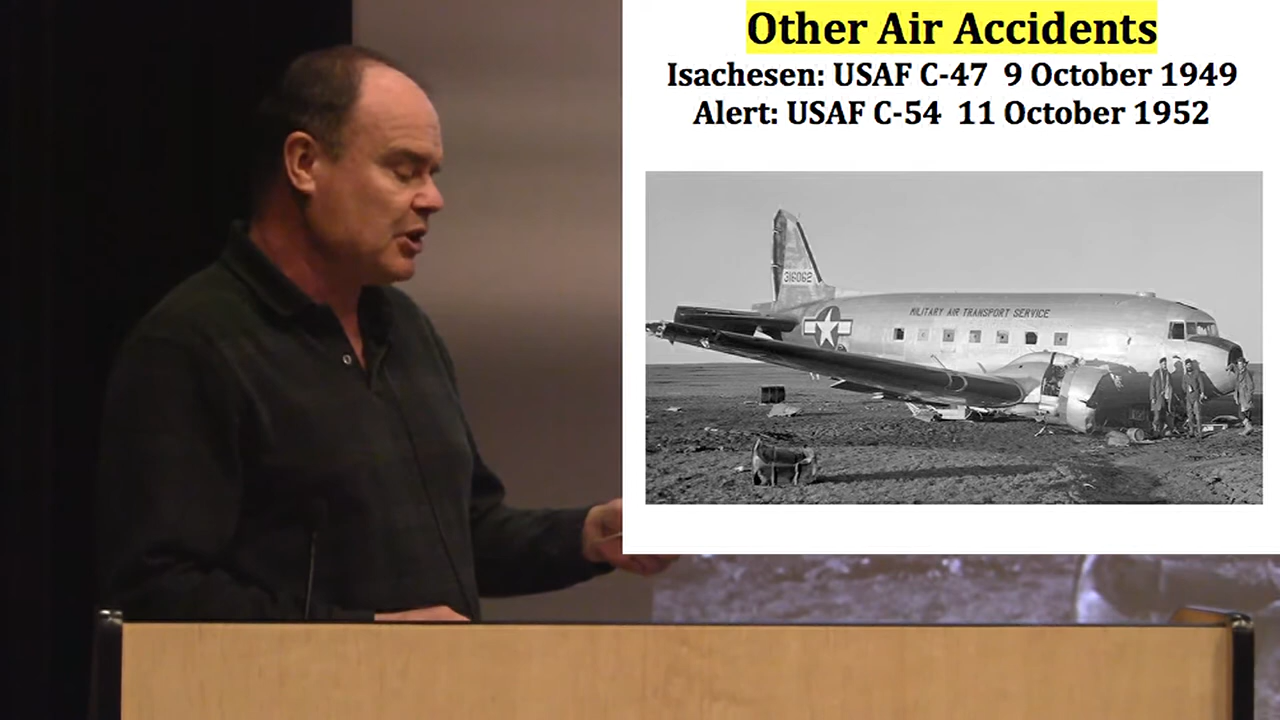 Other Air Accidents
Isachesen: USAF C-47 9 October 1949
Alert: USAF C-54 11 October 1952
316062
MILITARY AIR TRANSPORT SERVICE